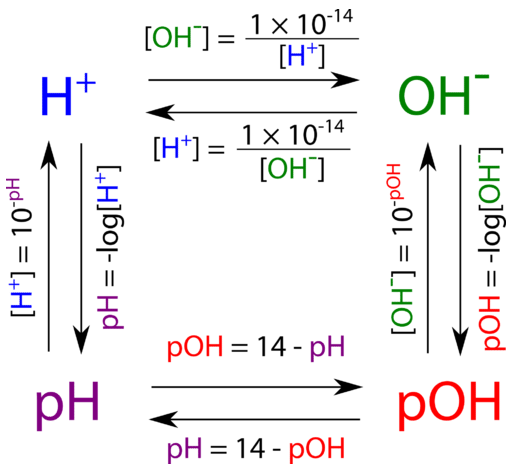 [OH⁻] = 1 × 10⁻¹⁴ / [H⁺]
H⁺
OH⁻
[H⁺] = 1 × 10⁻¹⁴ / [OH⁻]
[H⁺] = 10^-pH
pH = -log[H⁺]
[OH⁻] = 10^-pOH
pOH = -log[OH⁻]
pOH = 14 - pH
pH
pOH
pH = 14 - pOH